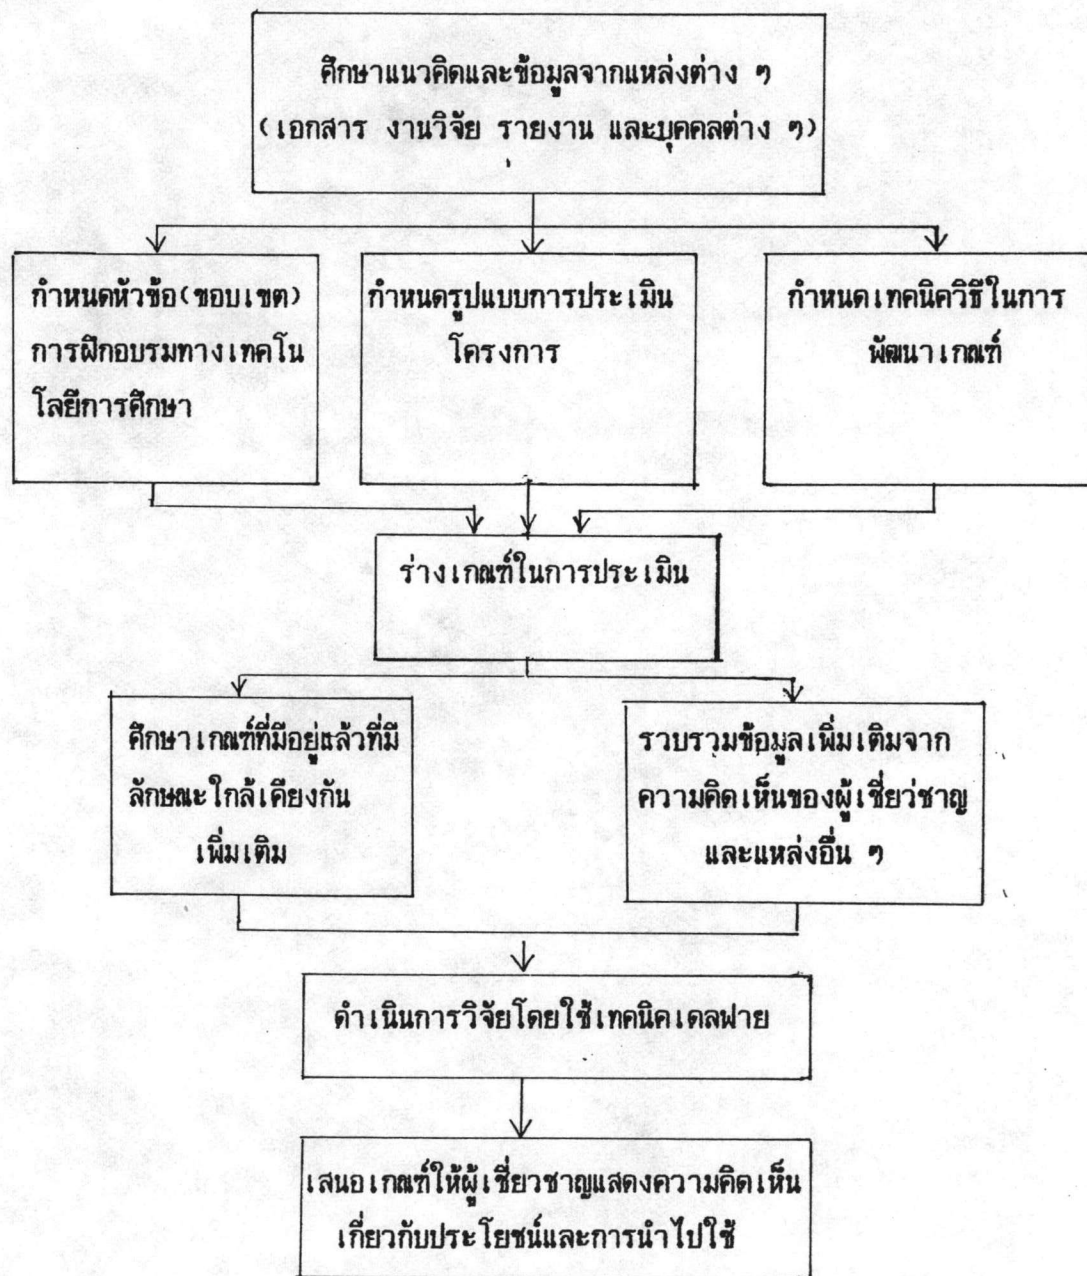 ศึกษาแนวคิดและข้อมูลจากแหล่งต่าง ๆ
(เอกสาร งานวิจัย รายงาน และบุคคลต่าง ๆ)
กำหนดหัวข้อ(ขอบเขต)
การฝึกอบรมทางเทคโน
โลยีการศึกษา
กำหนดรูปแบบการประเมิน
โครงการ
กำหนดเทคนิควิธีในการ
พัฒนาเกณฑ์
ร่างเกณฑ์ในการประเมิน
ศึกษาเกณฑ์ที่มีอยู่แล้วที่มี
ลักษณะใกล้เคียงกัน
เพิ่มเติม
รวบรวมข้อมูลเพิ่มเติมจาก
ความคิดเห็นของผู้เชี่ยวชาญ
และแหล่งอื่น ๆ
ดำเนินการวิจัยโดยใช้เทคนิคเดลฟาย
เสนอเกณฑ์ให้ผู้เชี่ยวชาญแสดงความคิดเห็น
เกี่ยวกับประโยชน์และการนำไปใช้